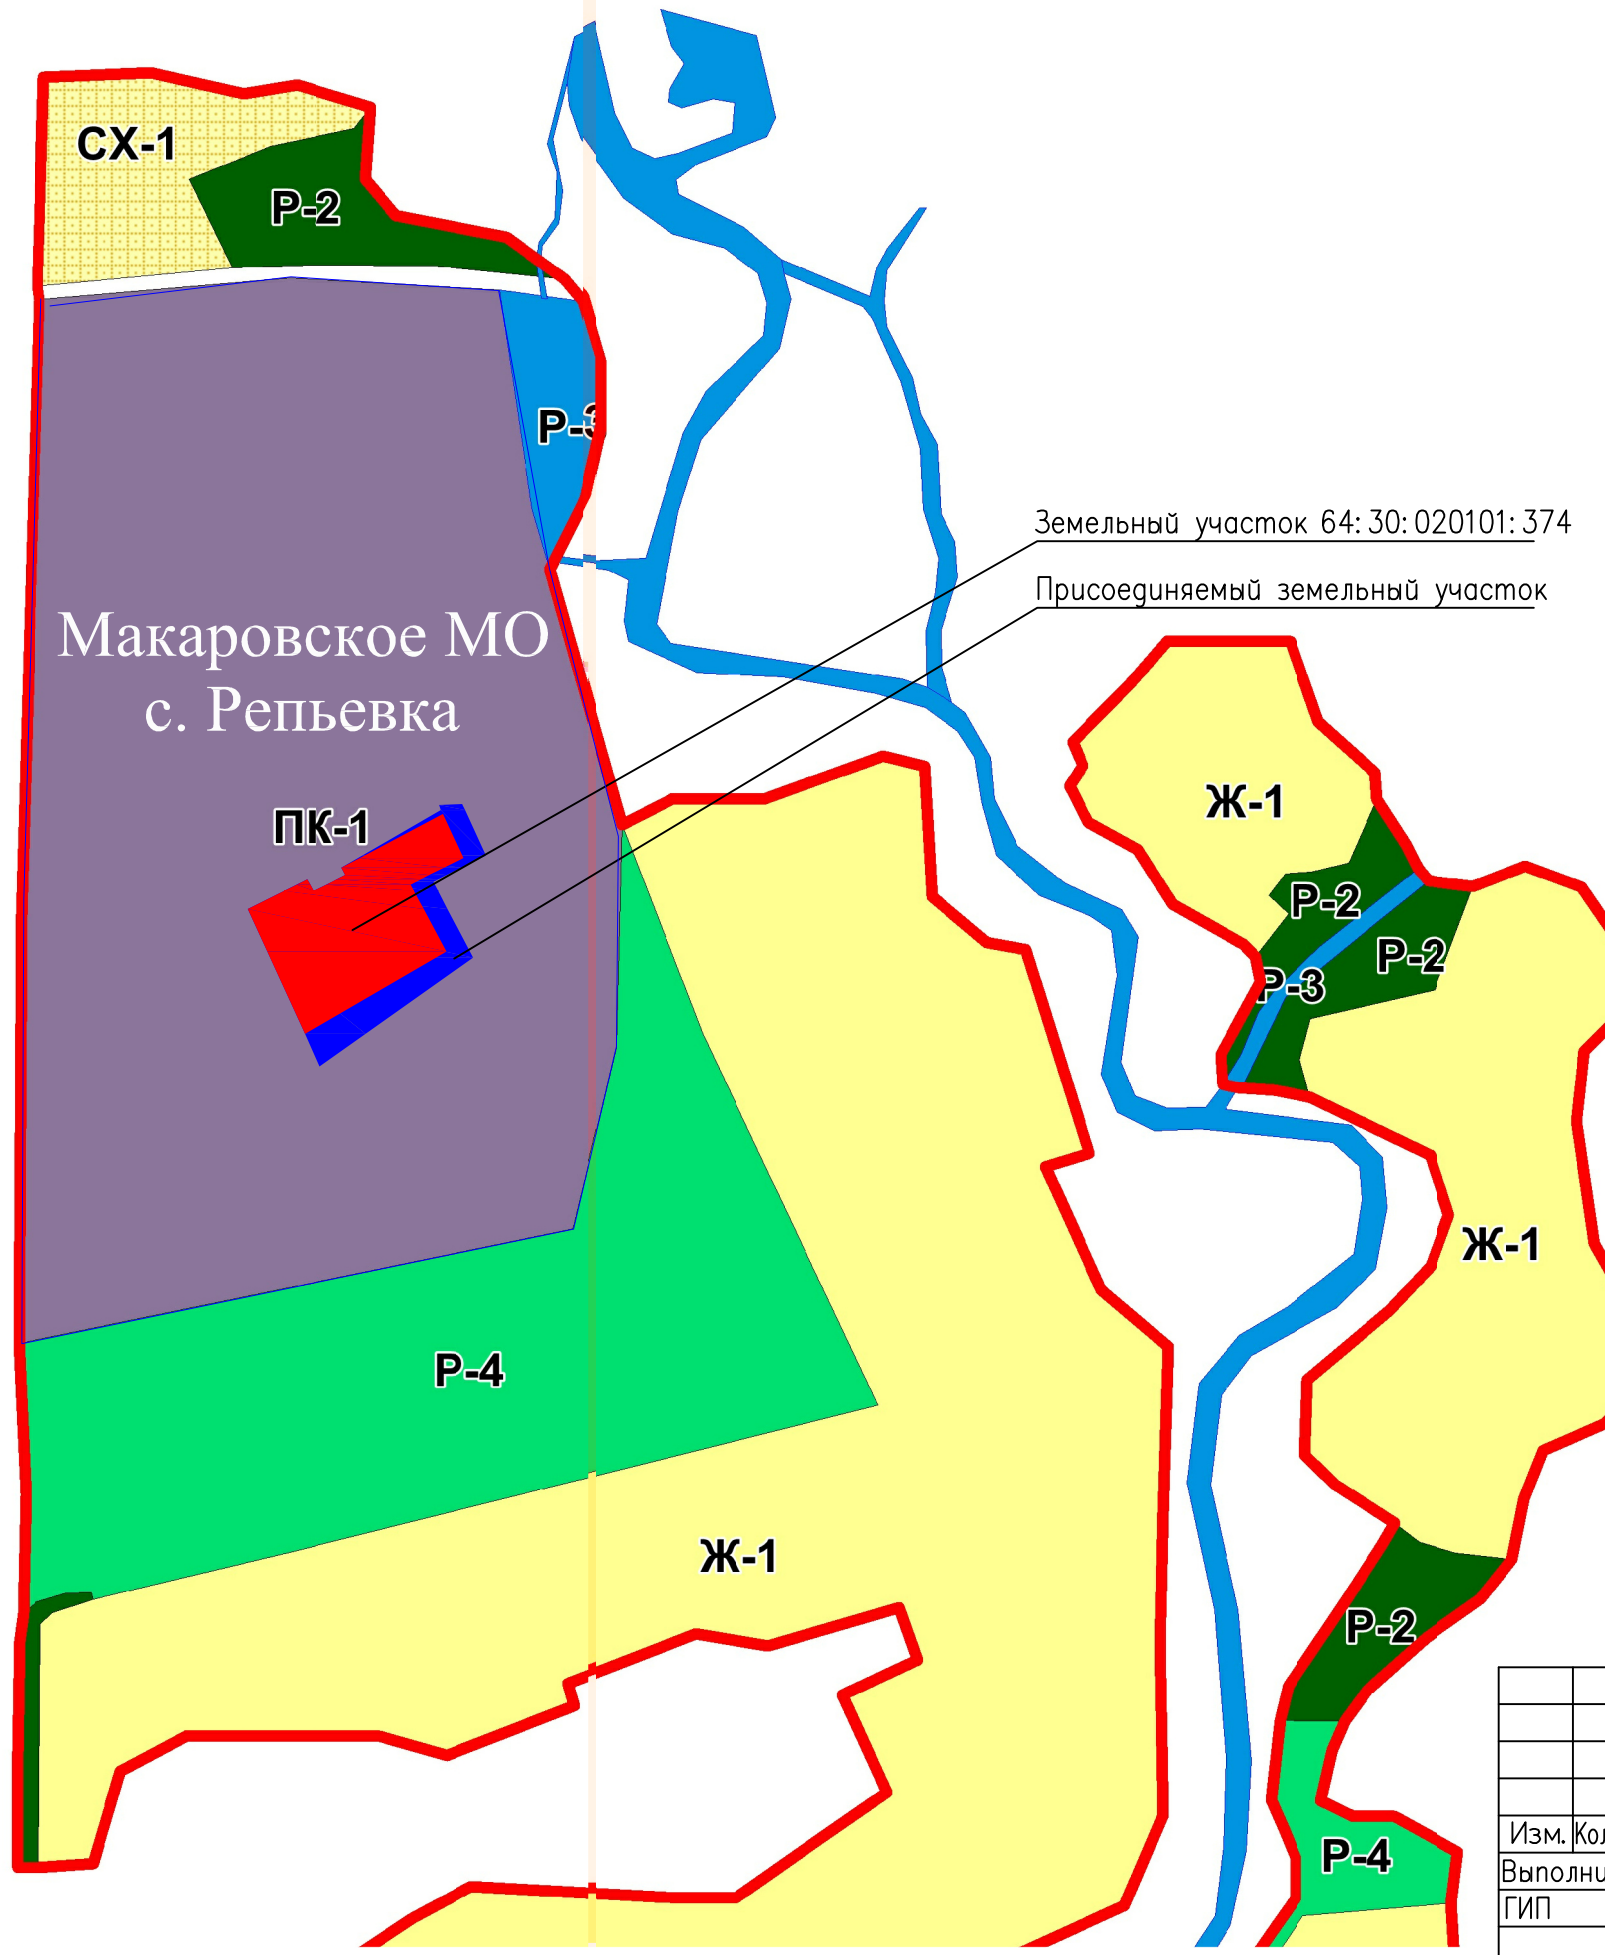 СХ-1
Р-2
Р-3
Земельный участок 64:30:020101:374
Присоединяемый земельный участок
Макаровское МО
с. Репьевка
ПК-1
Ж-1
Р-2
Р-2
Р-3
Ж-1
Р-4
Ж-1
Р-2
Р-4
Изм.
ГИП